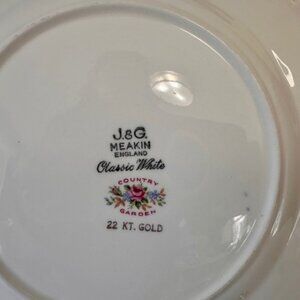 J.&G.
MEAKIN
ENGLAND
Classic White
COUNTRY
GARDEN
22 KT. GOLD